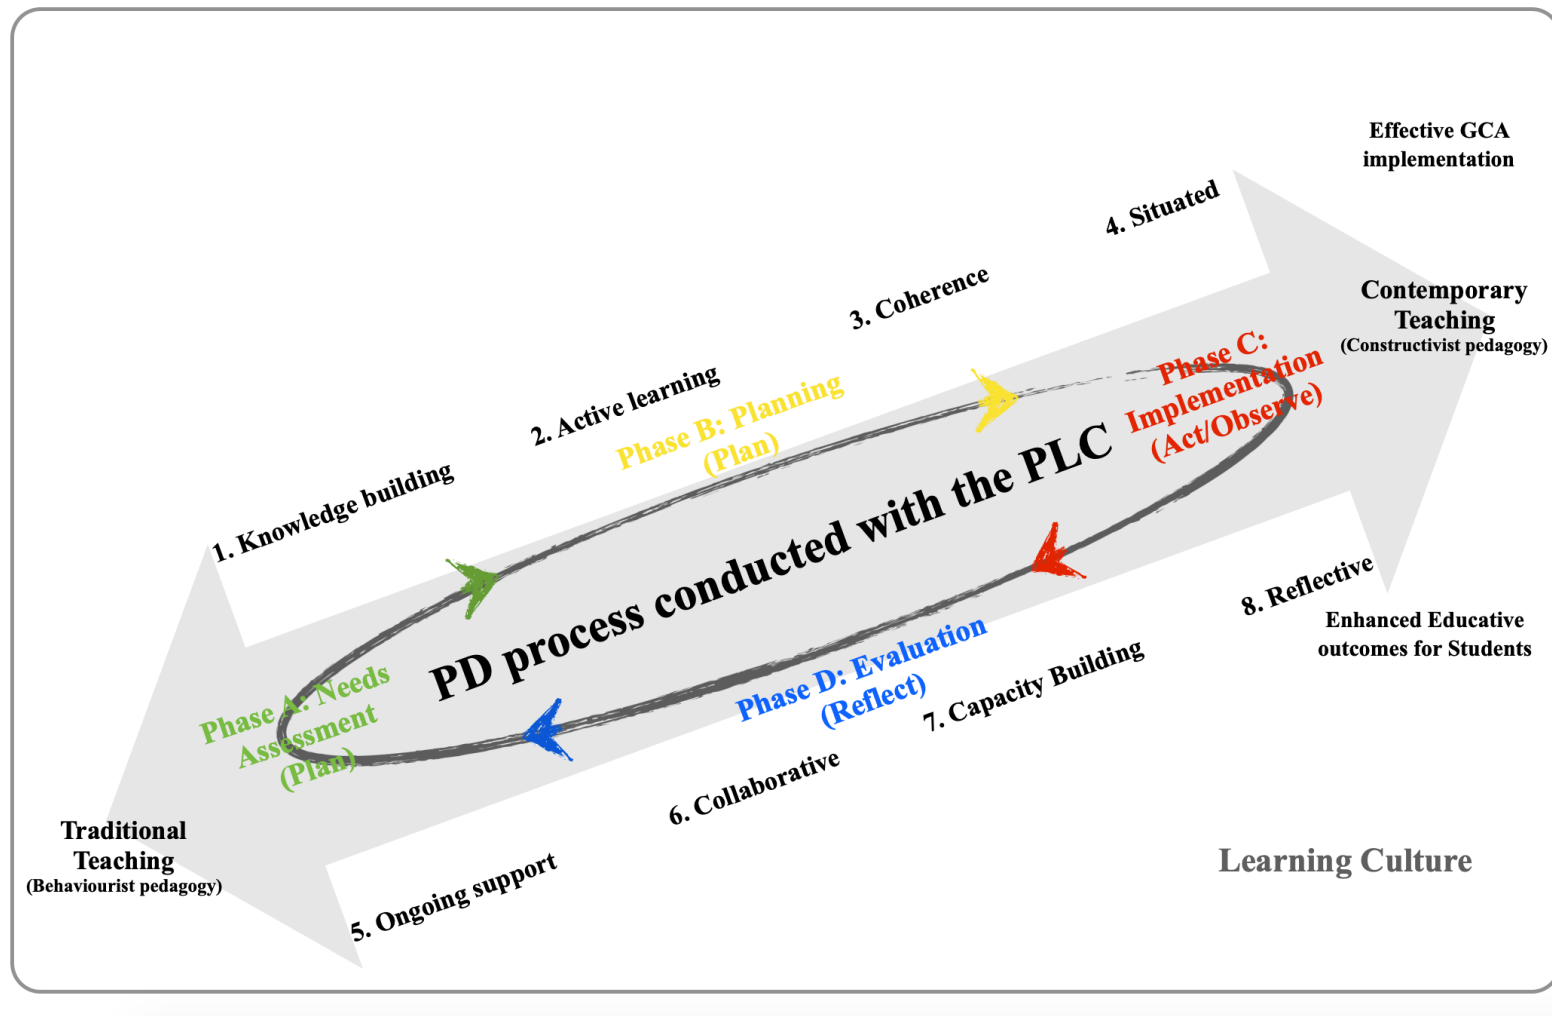 Effective GCA
implementation
4. Situated
3. Coherence
2. Active learning
1. Knowledge building
Contemporary
Teaching
(Constructivist pedagogy)
Phase C:
Implementation
(Act/Observe)
Phase B: Planning
(Plan)
PD process conducted with the PLC
Phase A: Needs
Assessment
(Plan)
Phase D: Evaluation
(Reflect)
8. Reflective
7. Capacity Building
6. Collaborative
5. Ongoing support
Enhanced Educative
outcomes for Students
Traditional
Teaching
(Behaviourist pedagogy)
Learning Culture